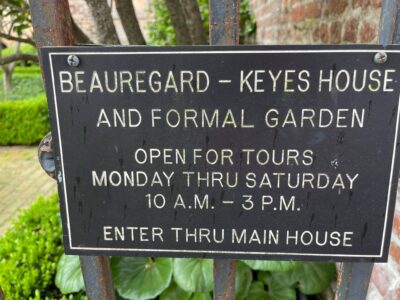 BEAUREGARD - KEYES HOUSE
AND FORMAL GARDEN
OPEN FOR TOURS
MONDAY THRU SATURDAY
10 A.M. - 3 P.M.
ENTER THRU MAIN HOUSE